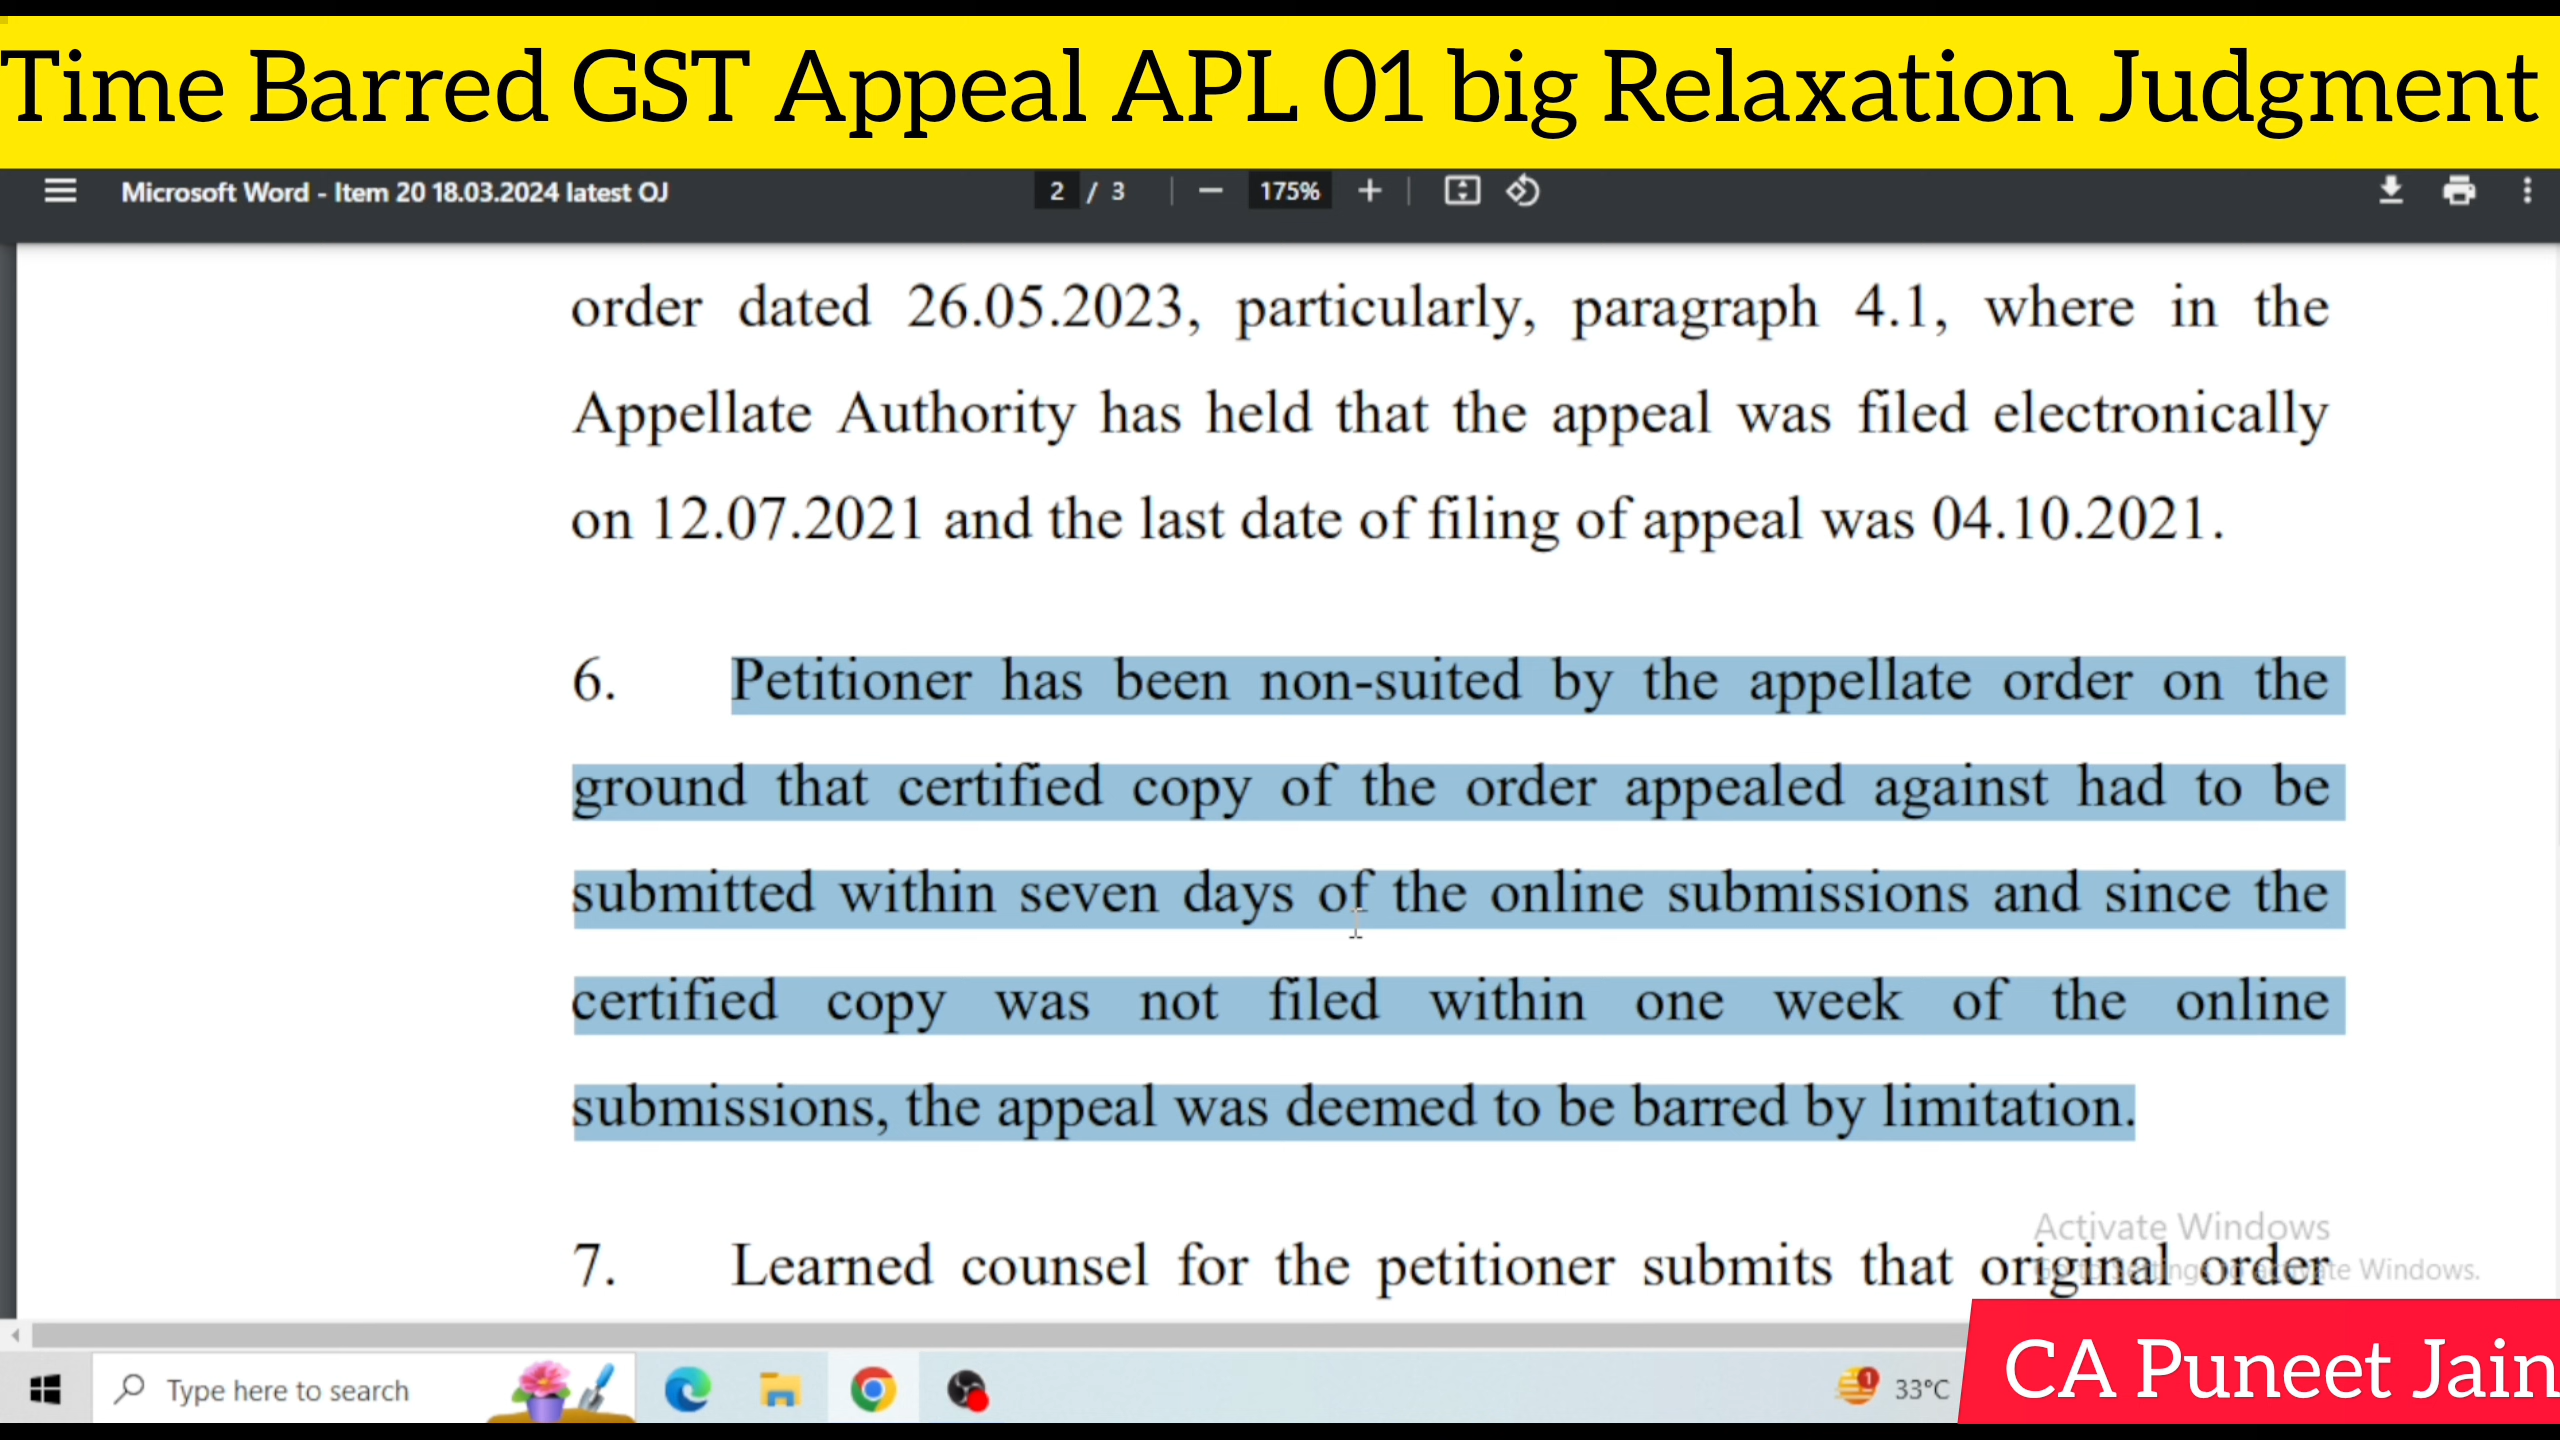 Time Barred GST Appeal APL 01 big Relaxation Judgment
Microsoft Word - Item 20 18.03.2024 latest OJ
2 / 3
175%
order dated 26.05.2023, particularly, paragraph 4.1, where in the
Appellate Authority has held that the appeal was filed electronically
on 12.07.2021 and the last date of filing of appeal was 04.10.2021.
6. Petitioner has been non-suited by the appellate order on the
ground that certified copy of the order appealed against had to be
submitted within seven days of the online submissions and since the
certified copy was not filed within one week of the online
submissions, the appeal was deemed to be barred by limitation.
Activate Windows
7. Learned counsel for the petitioner submits that original order
Go to Settings to activate Windows.
CA Puneet Jain
Type here to search
1
33°C